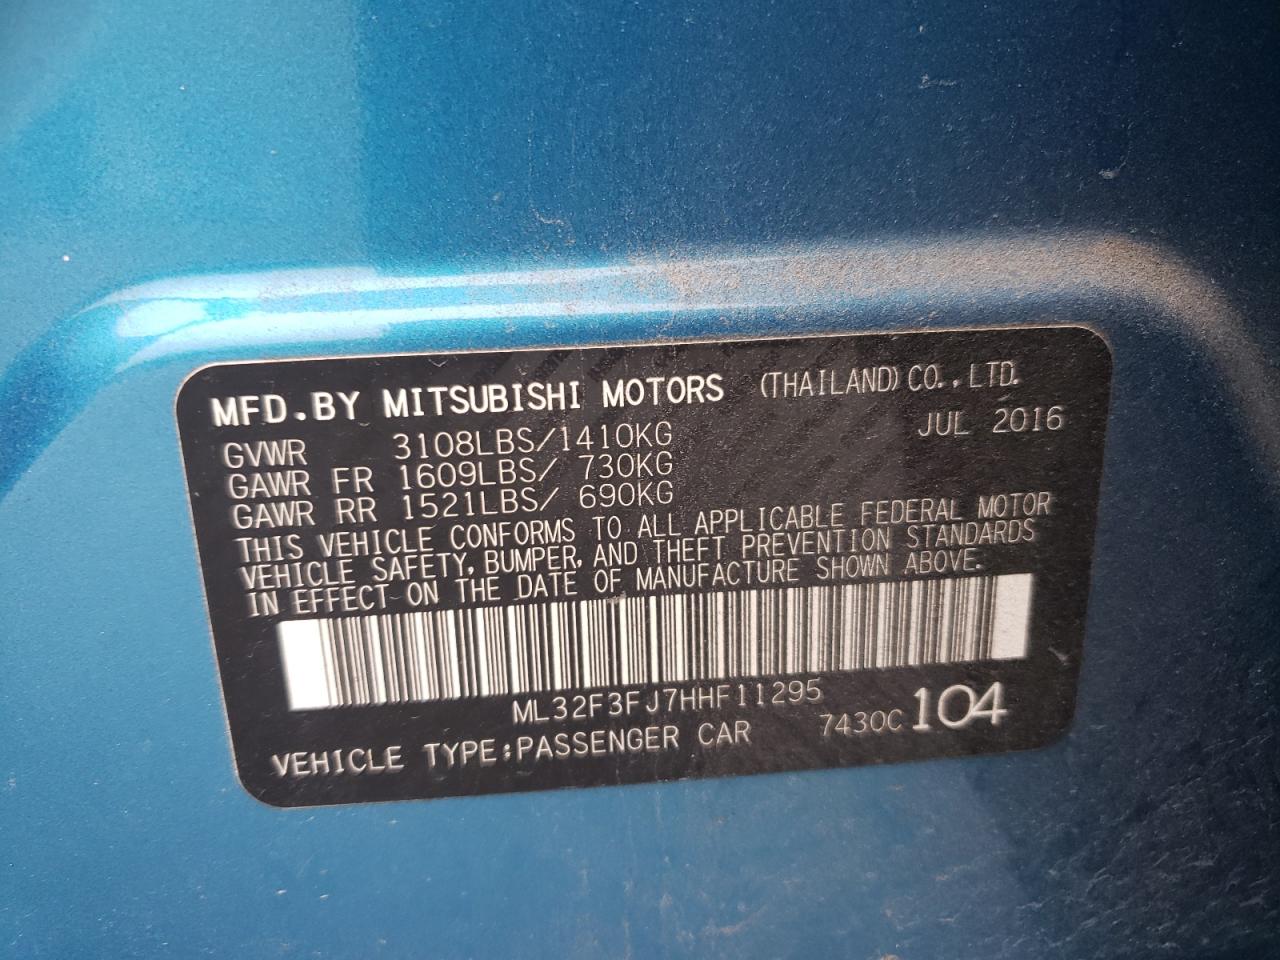 MFD.BY MITSUBISHI MOTORS (THAILAND)CO.,LTD.
GVWR 3108LBS/1410KG JUL 2016
GAWR FR 1609LBS/ 730KG
GAWR RR 1521LBS/ 690KG
THIS VEHICLE CONFORMS TO ALL APPLICABLE FEDERAL MOTOR
VEHICLE SAFETY, BUMPER, AND THEFT PREVENTION STANDARDS
IN EFFECT ON THE DATE OF MANUFACTURE SHOWN ABOVE.
ML32F3FJ7HHF11295
VEHICLE TYPE:PASSENGER CAR 7430C 104